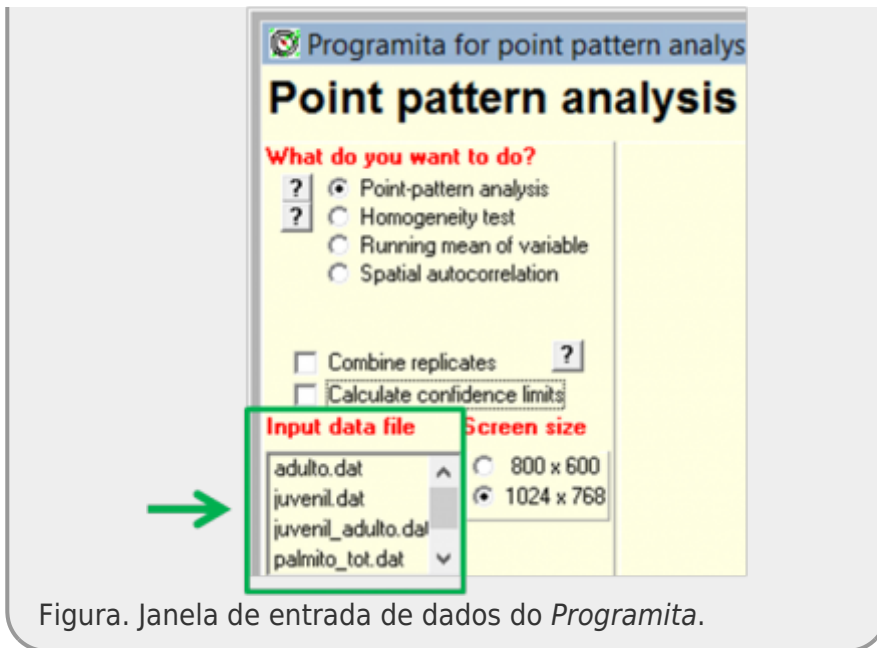 Programita for point pattern analys
Point pattern analysis
What do you want to do?
? Point-pattern analysis
? Homogeneity test
Running mean of variable
Spatial autocorrelation
Combine replicates ?
Calculate confidence limits
Input data file Screen size
adulto.dat 800 x 600
juvenil.dat 1024 x 768
juvenil_adulto.dat
palmito_tot.dat
Figura. Janela de entrada de dados do Programita.